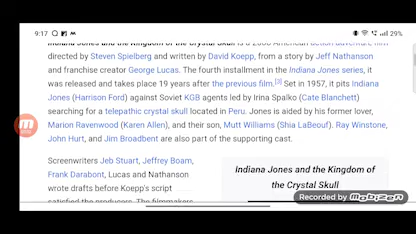 9:17
29%
Indiana Jones and the Kingdom of the Crystal Skull is a 2008 American action adventure film
directed by Steven Spielberg and written by David Koepp, from a story by Jeff Nathanson
and franchise creator George Lucas. The fourth installment in the Indiana Jones series, it
was released and takes place 19 years after the previous film.[3] Set in 1957, it pits Indiana
Jones (Harrison Ford) against Soviet KGB agents led by Irina Spalko (Cate Blanchett)
searching for a telepathic crystal skull located in Peru. Jones is aided by his former lover,
Marion Ravenwood (Karen Allen), and their son, Mutt Williams (Shia LaBeouf). Ray Winstone,
John Hurt, and Jim Broadbent are also part of the supporting cast.
Screenwriters Jeb Stuart, Jeffrey Boam,
Frank Darabont, Lucas and Nathanson
wrote drafts before Koepp's script
satisfied the producers. The filmmakers
Indiana Jones and the Kingdom of
the Crystal Skull
Recorded by Mobizen